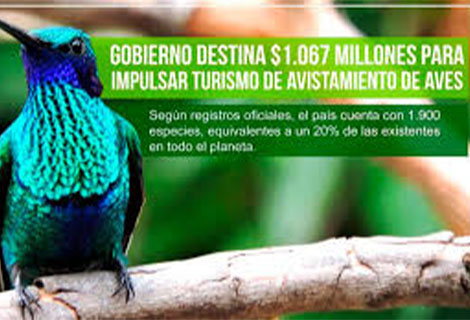 GOBIERNO DESTINA $1.067 MILLONES PARA
IMPULSAR TURISMO DE AVISTAMIENTO DE AVES
Según registros oficiales, el país cuenta con 1.900
especies, equivalentes a un 20% de las existentes
en todo el planeta.